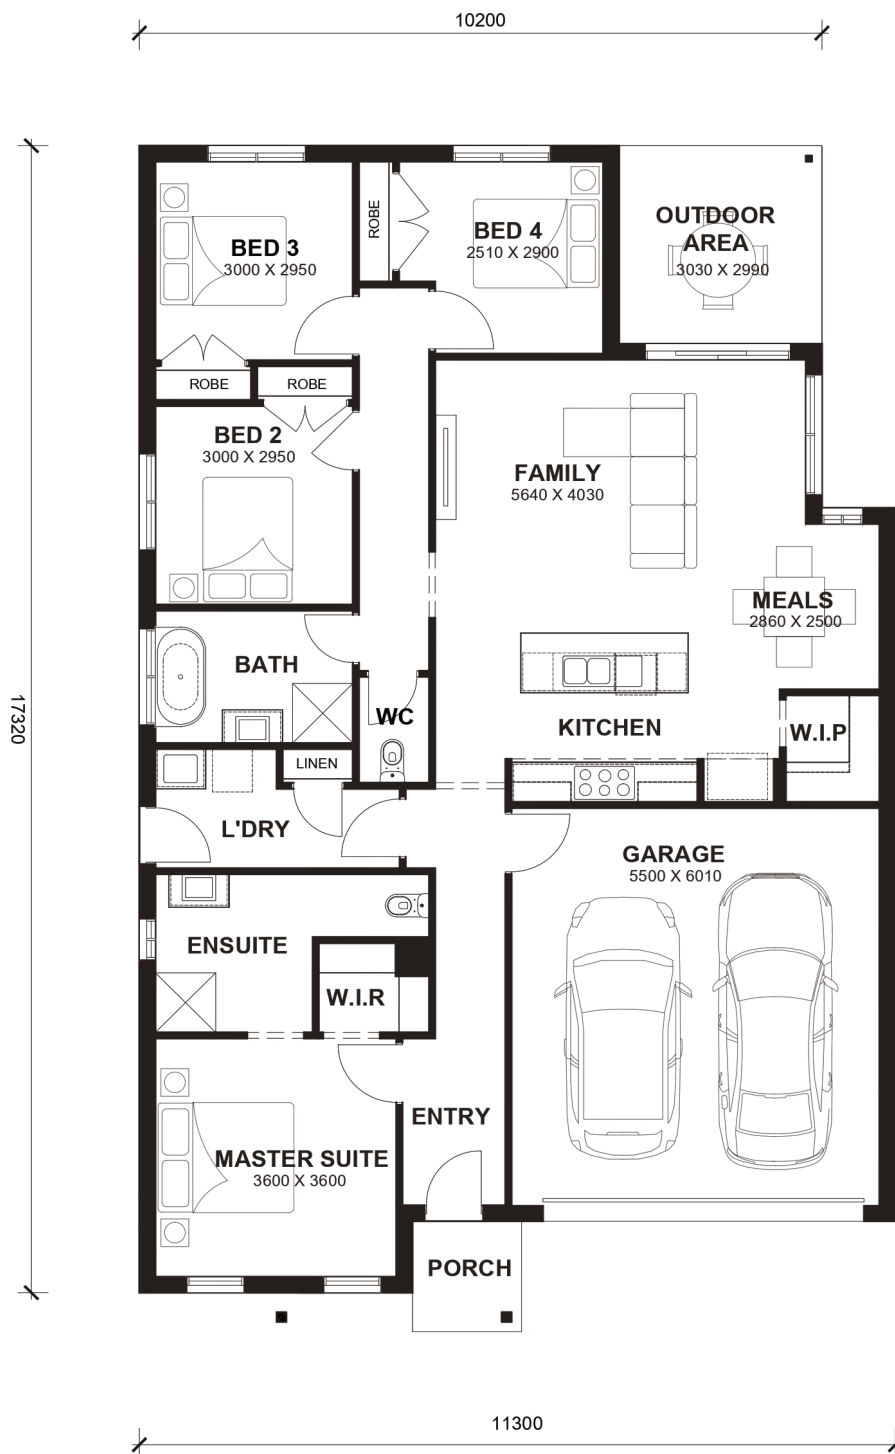 10200
BED 3
3000 X 2950
ROBE
BED 4
2510 X 2900
OUTDOOR
AREA
3030 X 2990
ROBE
ROBE
BED 2
3000 X 2950
FAMILY
5640 X 4030
MEALS
2860 X 2500
BATH
WC
KITCHEN
W.I.P
17320
LINEN
L'DRY
GARAGE
5500 X 6010
ENSUITE
W.I.R
ENTRY
MASTER SUITE
3600 X 3600
PORCH
11300